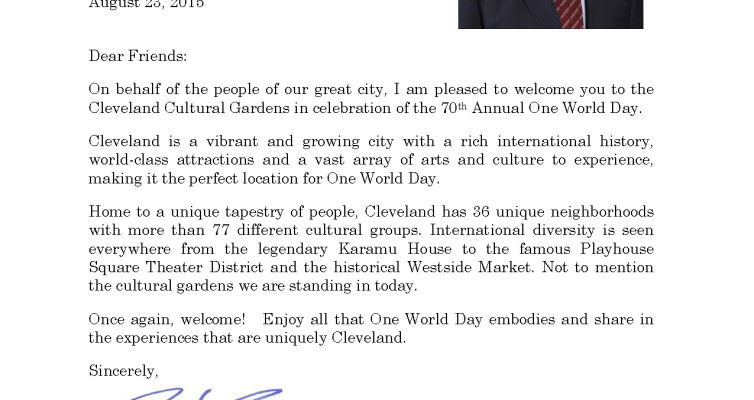 August 23, 2015
Dear Friends:
On behalf of the people of our great city, I am pleased to welcome you to the
Cleveland Cultural Gardens in celebration of the 70th Annual One World Day.
Cleveland is a vibrant and growing city with a rich international history,
world-class attractions and a vast array of arts and culture to experience,
making it the perfect location for One World Day.
Home to a unique tapestry of people, Cleveland has 36 unique neighborhoods
with more than 77 different cultural groups. International diversity is seen
everywhere from the legendary Karamu House to the famous Playhouse
Square Theater District and the historical Westside Market. Not to mention
the cultural gardens we are standing in today.
Once again, welcome! Enjoy all that One World Day embodies and share in
the experiences that are uniquely Cleveland.
Sincerely,